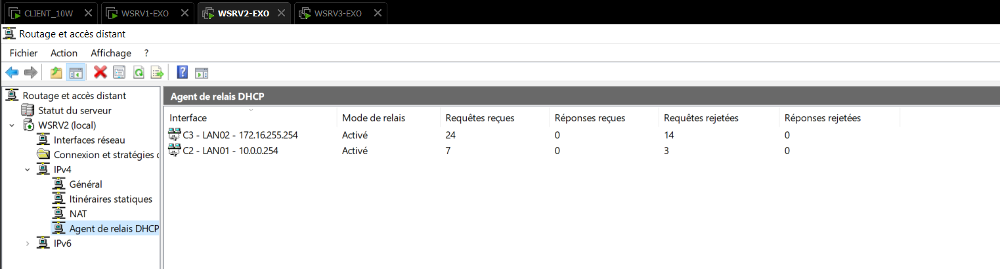 CLIENT_10W WSRV1-EXO WSRV2-EXO WSRV3-EXO
Routage et accès distant
Fichier Action Affichage ?
Routage et accès distant
Statut du serveur
WSRV2 (local)
Interfaces réseau
Connexion et stratégies
IPv4
Général
Itinéraires statiques
NAT
Agent de relais DHCP
IPv6
Agent de relais DHCP
Interface Mode de relais Requêtes reçues Réponses reçues Requêtes rejetées Réponses rejetées
C3 - LAN02 - 172.16.255.254 Activé 24 0 14 0
C2 - LAN01 - 10.0.0.254 Activé 7 0 3 0